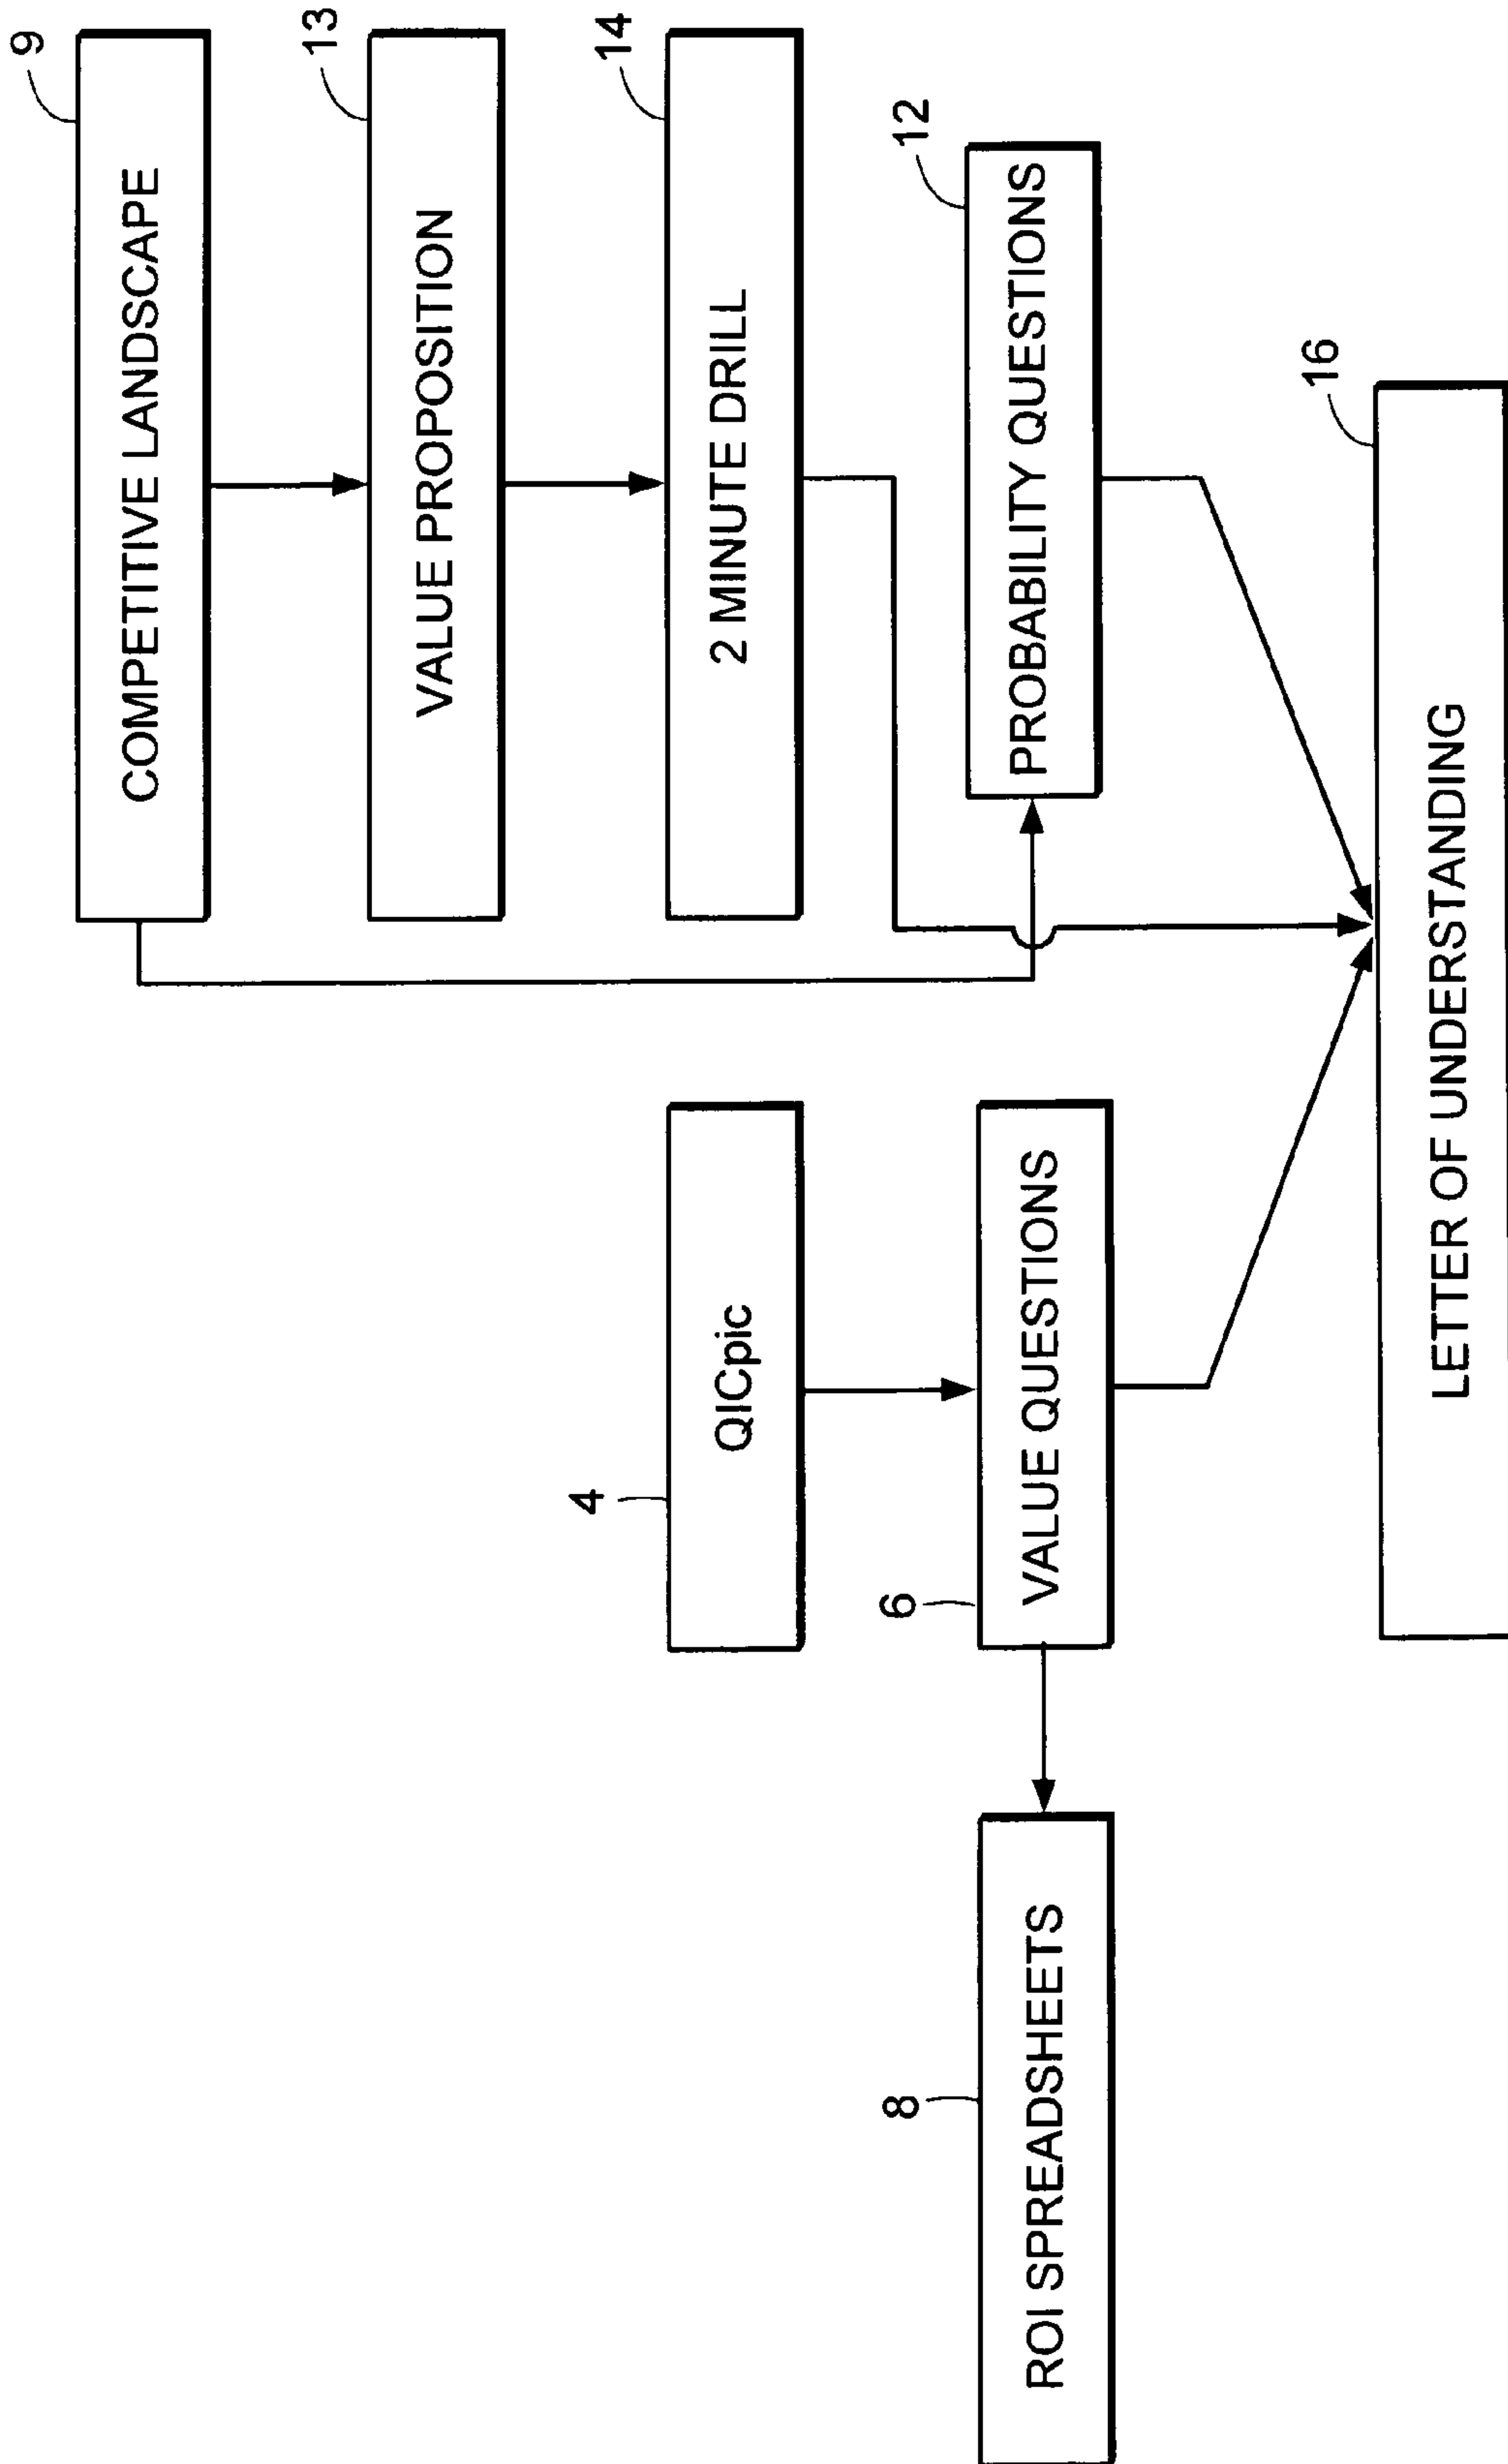 9
COMPETITIVE LANDSCAPE
13
VALUE PROPOSITION
14
2 MINUTE DRILL
4
QICpic
12
PROBABILITY QUESTIONS
8
ROI SPREADSHEETS
6
VALUE QUESTIONS
16
LETTER OF UNDERSTANDING